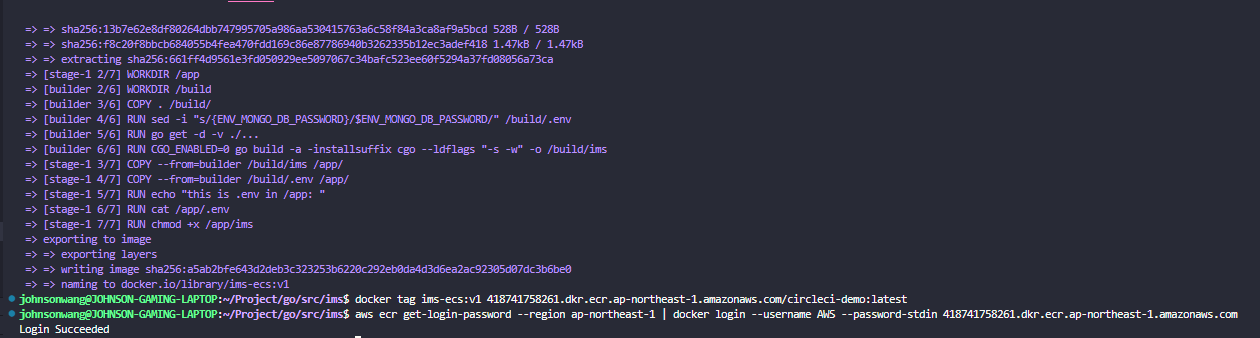 => => sha256:13b7e62e8df80264dbb747995705a986aa530415763a6c58f84a3ca8af9a5bcd 528B / 528B
=> => sha256:f8c20f8bbcb684055b4fea470fdd169c86e87786940b3262335b12ec3adef418 1.47kB / 1.47kB
=> => extracting sha256:661ff4d9561e3fd050929ee5097067c34bafc523ee60f5294a37fd08056a73ca
=> [stage-1 2/7] WORKDIR /app
=> [builder 2/6] WORKDIR /build
=> [builder 3/6] COPY . /build/
=> [builder 4/6] RUN sed -i "s/{ENV_MONGO_DB_PASSWORD}/$ENV_MONGO_DB_PASSWORD/" /build/.env
=> [builder 5/6] RUN go get -d -v ./...
=> [builder 6/6] RUN CGO_ENABLED=0 go build -a -installsuffix cgo --ldflags "-s -w" -o /build/ims
=> [stage-1 3/7] COPY --from=builder /build/ims /app/
=> [stage-1 4/7] COPY --from=builder /build/.env /app/
=> [stage-1 5/7] RUN echo "this is .env in /app: "
=> [stage-1 6/7] RUN cat /app/.env
=> [stage-1 7/7] RUN chmod +x /app/ims
=> exporting to image
=> => exporting layers
=> => writing image sha256:a5ab2bfe643d2deb3c323253b6220c292eb0da4d3d6ea2ac92305d07dc3b6be0
=> => naming to docker.io/library/ims-ecs:v1
johnsonwang@JOHNSON-GAMING-LAPTOP:~/Project/go/src/ims$ docker tag ims-ecs:v1 418741758261.dkr.ecr.ap-northeast-1.amazonaws.com/circleci-demo:latest
johnsonwang@JOHNSON-GAMING-LAPTOP:~/Project/go/src/ims$ aws ecr get-login-password --region ap-northeast-1 | docker login --username AWS --password-stdin 418741758261.dkr.ecr.ap-northeast-1.amazonaws.com
Login Succeeded